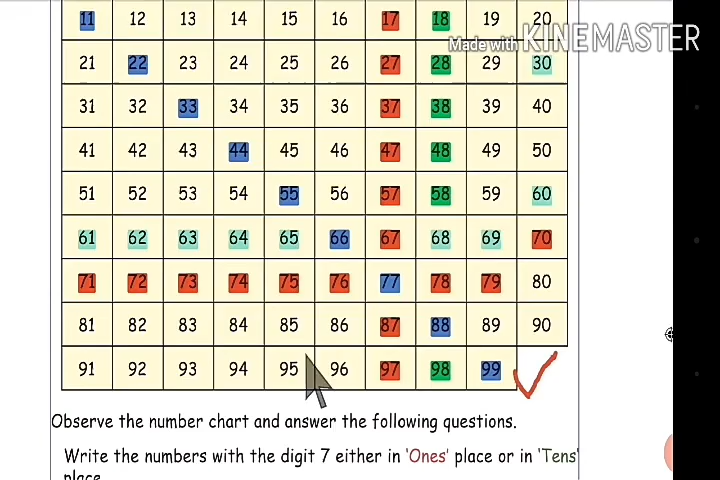 11 12 13 14 15 16 17 18 19 20
Made with KINEMASTER
21 22 23 24 25 26 27 28 29 30
31 32 33 34 35 36 37 38 39 40
41 42 43 44 45 46 47 48 49 50
51 52 53 54 55 56 57 58 59 60
61 62 63 64 65 66 67 68 69 70
71 72 73 74 75 76 77 78 79 80
81 82 83 84 85 86 87 88 89 90
91 92 93 94 95 96 97 98 99
Observe the number chart and answer the following questions.
Write the numbers with the digit 7 either in 'Ones' place or in 'Tens'
place